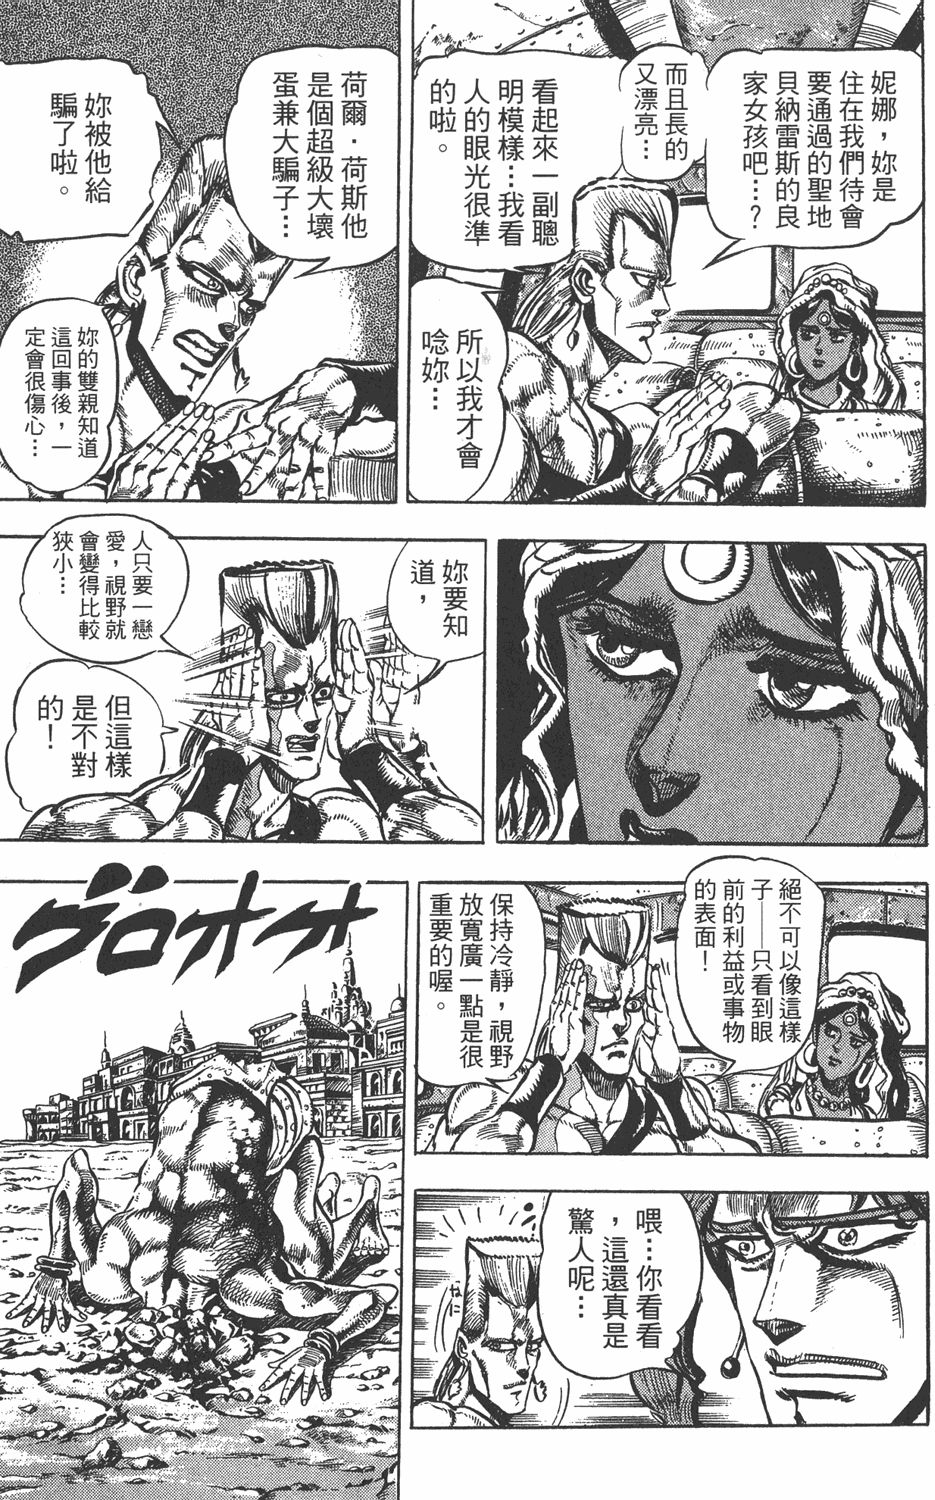 妮娜，妳是
住在我們待會
要通過的聖地
貝納雷斯的良
家女孩吧…？
而且長的
又漂亮…
看起來一副聰
明模樣…我看
人的眼光很準
的啦。
所以我才會
唸妳…
荷爾．荷斯他
是個超級大壞
蛋兼大騙子…
妳被他給
騙了啦。
妳的雙親知道
這回事後，一
定會很傷心…
妳要知
道，
人只要一戀
愛，視野就
會變得比較
狹小…
但這樣
是不對
的！
絕不可以像這樣
子——只看到眼
前的利益或事物
的表面！
保持冷靜，視野
放寬廣一點是很
重要的喔。
喂…你看看
，這還真是
驚人呢…
なに
グロオオ